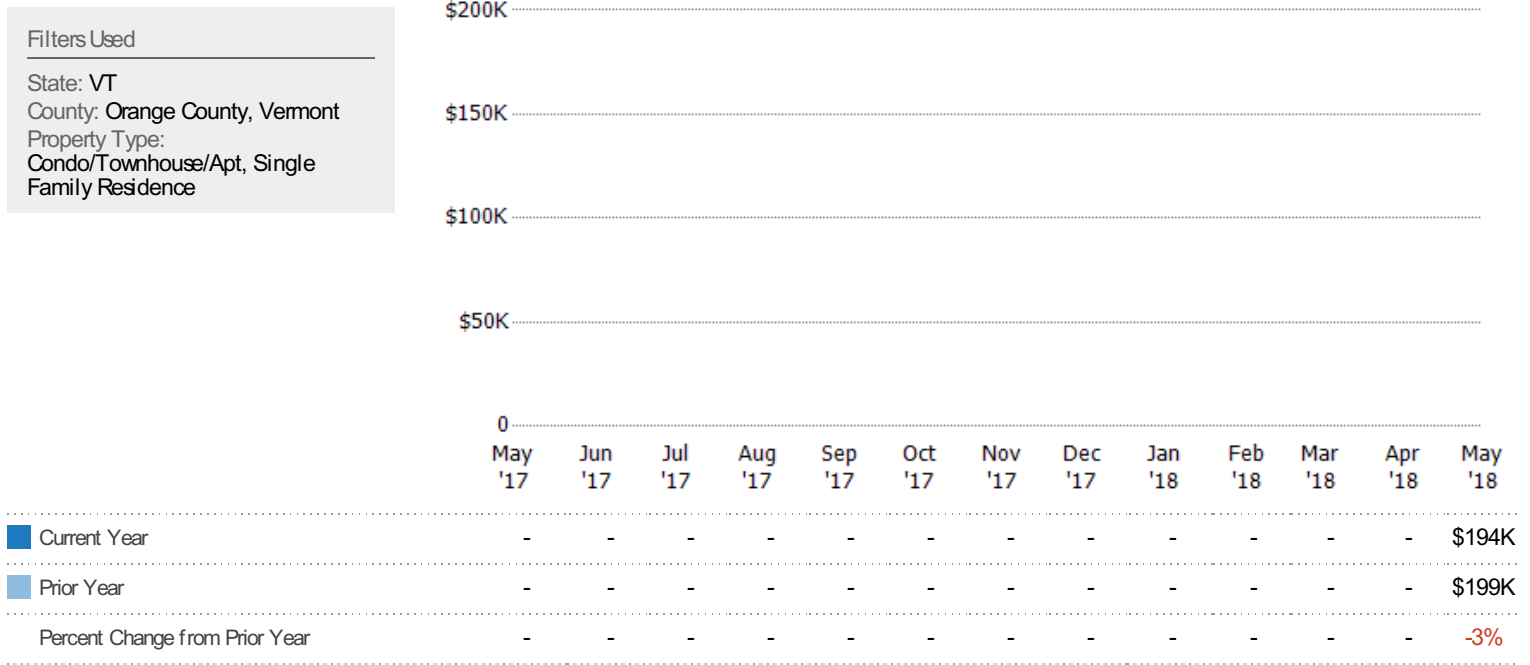 Filters Used
State: VT
County: Orange County, Vermont
Property Type:
Condo/Townhouse/Apt, Single
Family Residence
$200K
$150K
$100K
$50K
0
May Jun Jul Aug Sep Oct Nov Dec Jan Feb Mar Apr May
'17 '17 '17 '17 '17 '17 '17 '17 '18 '18 '18 '18 '18
Current Year - - - - - - - - - - - - $194K
Prior Year - - - - - - - - - - - - $199K
Percent Change from Prior Year - - - - - - - - - - - - -3%